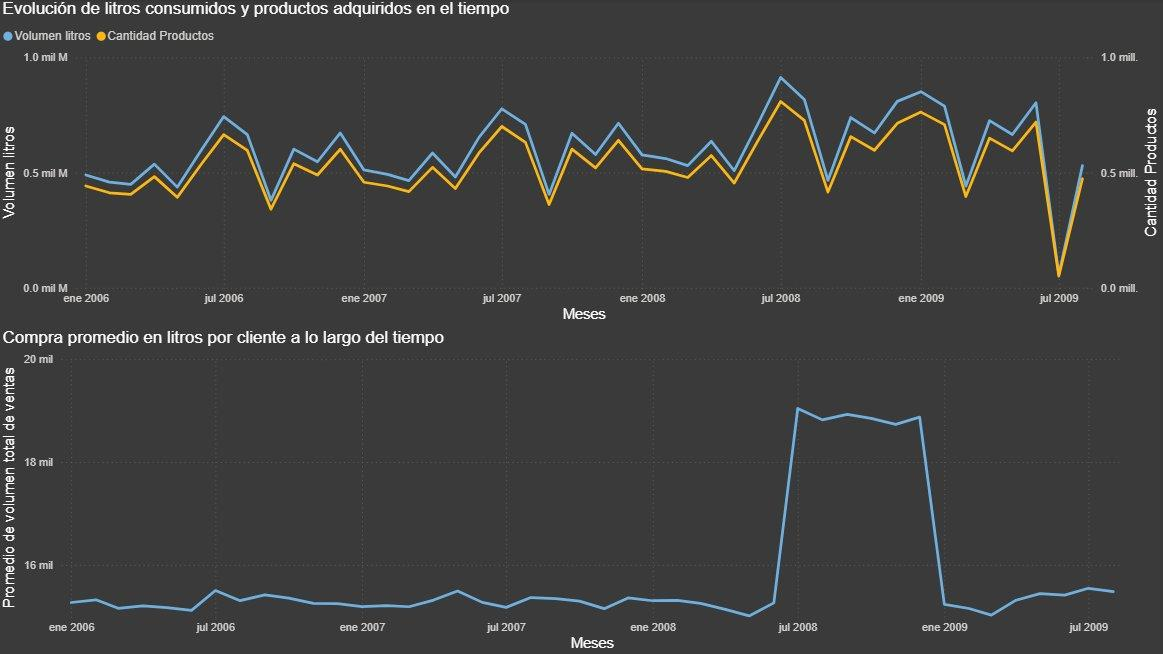 Evolución de litros consumidos y productos adquiridos en el tiempo
Volumen litros Cantidad Productos
1.0 mil M
1.0 mill.
Volumen litros
Cantidad Productos
0.5 mil M
0.5 mill.
0.0 mil M
0.0 mill.
ene 2006 jul 2006 ene 2007 jul 2007 ene 2008 jul 2008 ene 2009 jul 2009
Meses
Compra promedio en litros por cliente a lo largo del tiempo
20 mil
Promedio de volumen total de ventas
18 mil
16 mil
ene 2006 jul 2006 ene 2007 jul 2007 ene 2008 jul 2008 ene 2009 jul 2009
Meses